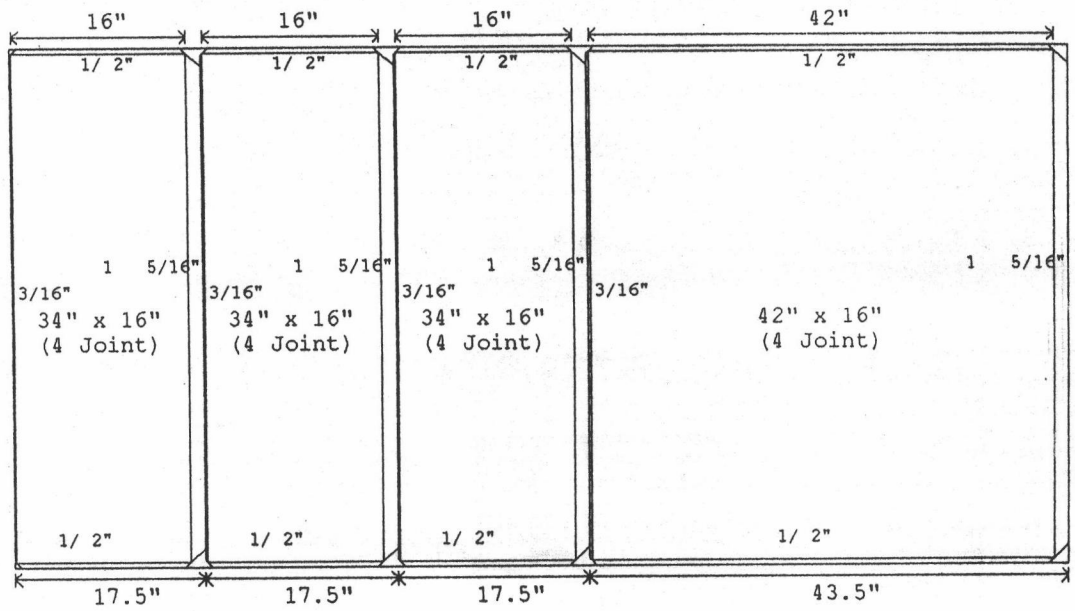 16" 16" 16" 42"
1/ 2" 1/ 2" 1/ 2" 1/ 2"
1 5/16" 1 5/16" 1 5/16" 1 5/16"
3/16" 3/16" 3/16" 3/16"
34" x 16" 34" x 16" 34" x 16" 42" x 16"
(4 Joint) (4 Joint) (4 Joint) (4 Joint)
1/ 2" 1/ 2" 1/ 2" 1/ 2"
17.5" 17.5" 17.5" 43.5"